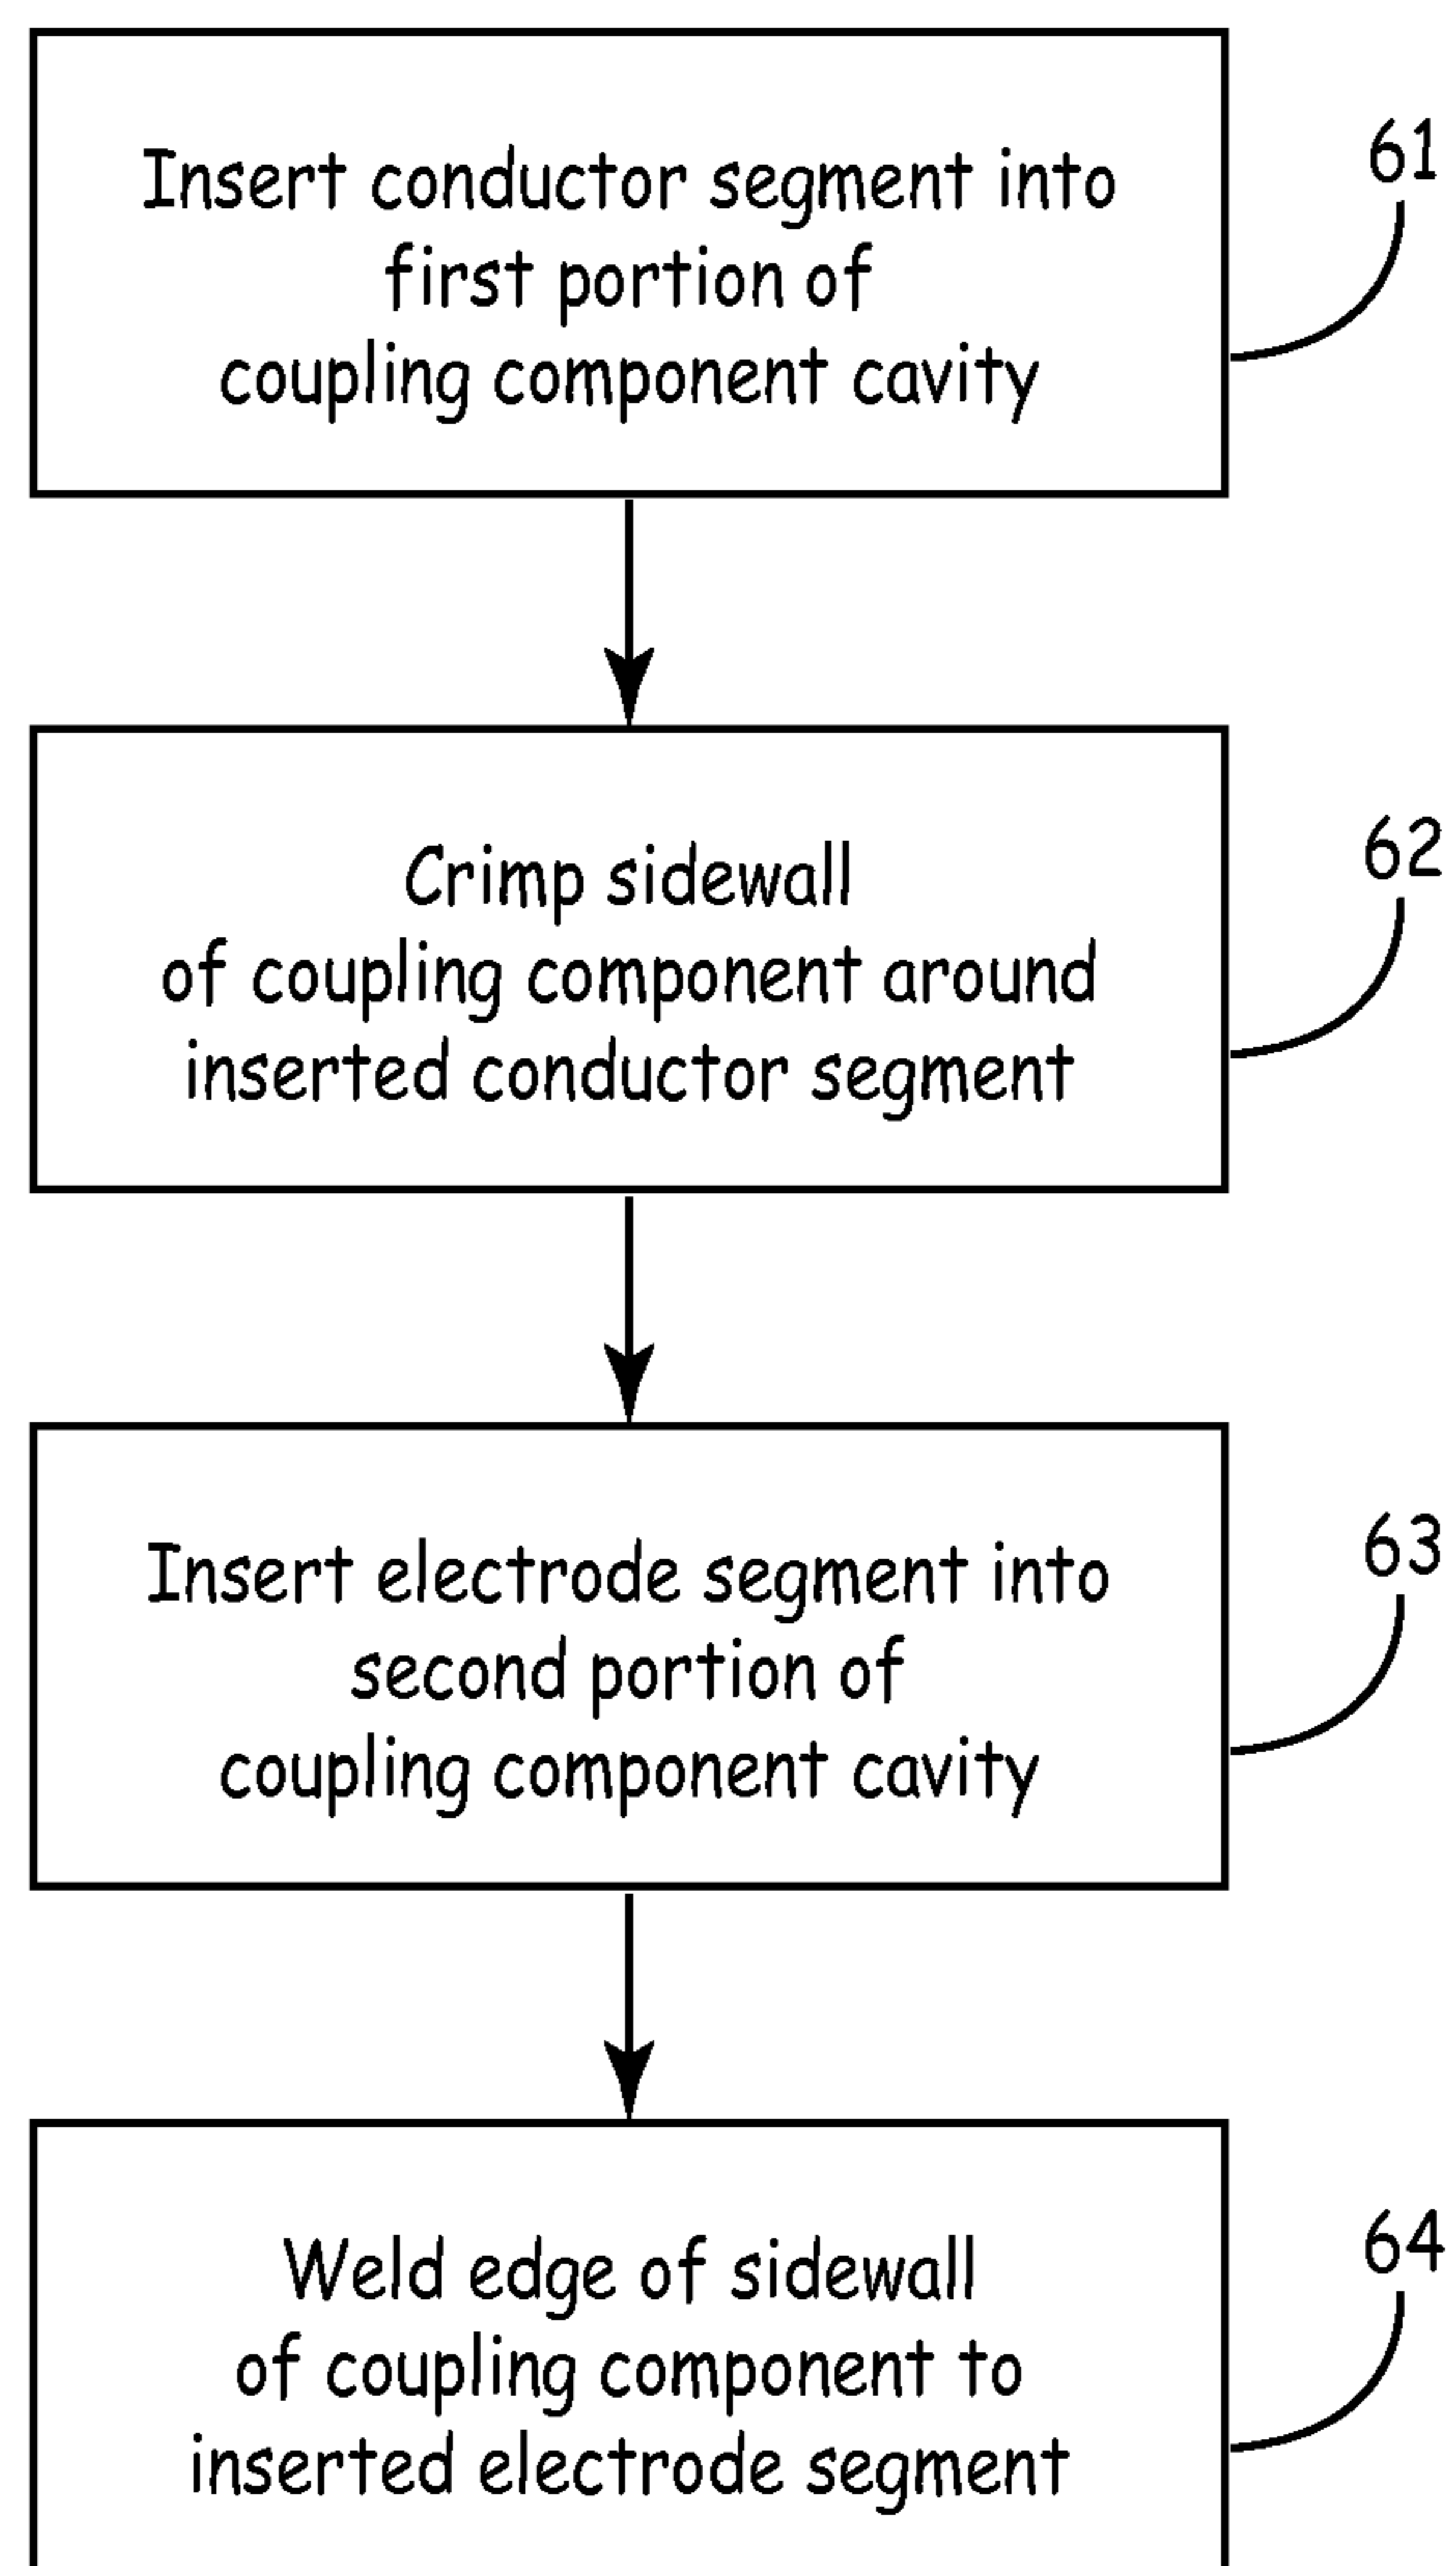 Insert conductor segment into
first portion of
coupling component cavity
61
Crimp sidewall
of coupling component around
inserted conductor segment
62
Insert electrode segment into
second portion of
coupling component cavity
63
Weld edge of sidewall
of coupling component to
inserted electrode segment
64